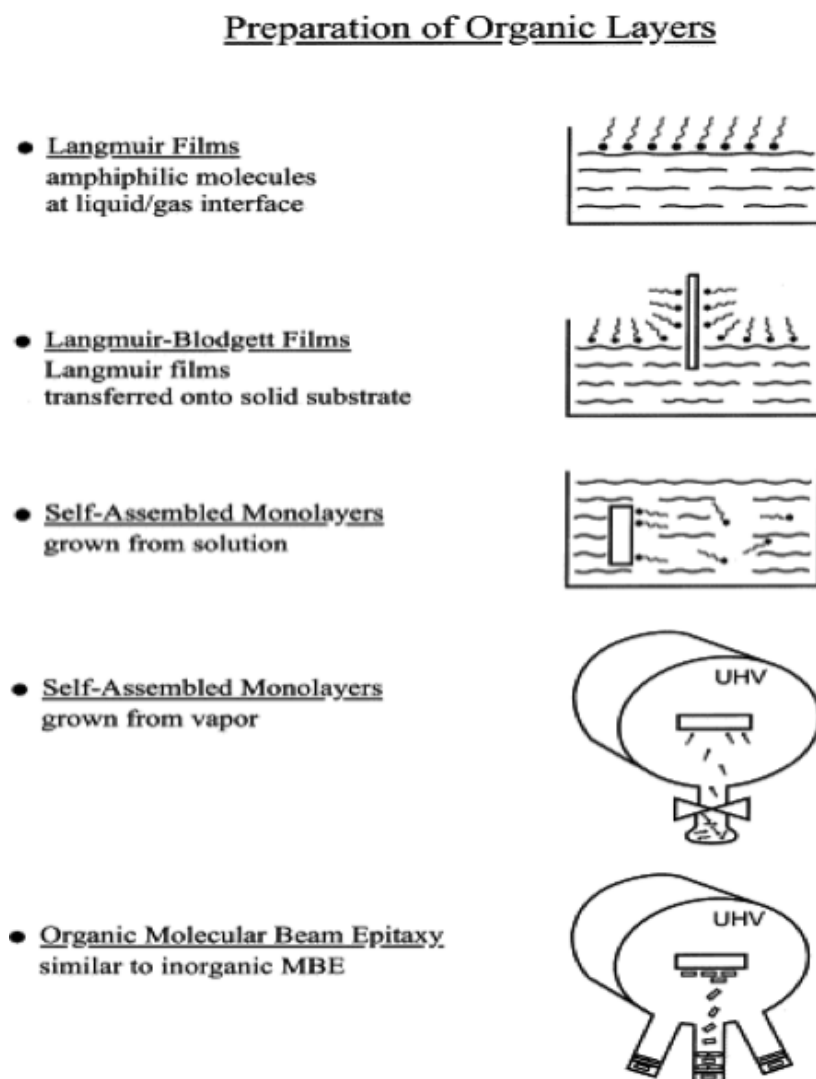 Preparation of Organic Layers
● Langmuir Films
amphiphilic molecules
at liquid/gas interface
● Langmuir-Blodgett Films
Langmuir films
transferred onto solid substrate
● Self-Assembled Monolayers
grown from solution
● Self-Assembled Monolayers
grown from vapor
UHV
● Organic Molecular Beam Epitaxy
similar to inorganic MBE
UHV